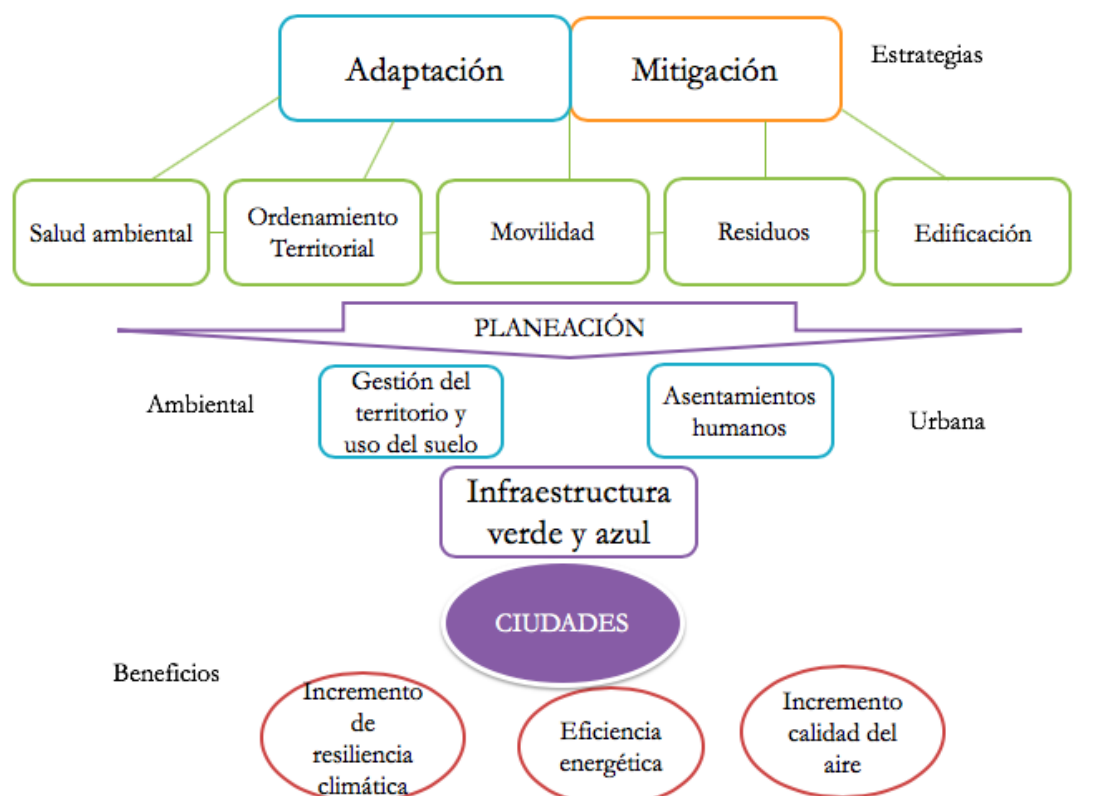 Adaptación
Mitigación
Estrategias
Salud ambiental
Ordenamiento
Territorial
Movilidad
Residuos
Edificación
PLANEACIÓN
Ambiental
Gestión del
territorio y
uso del suelo
Asentamientos
humanos
Urbana
Infraestructura
verde y azul
CIUDADES
Beneficios
Incremento
de
resiliencia
climática
Eficiencia
energética
Incremento
calidad del
aire